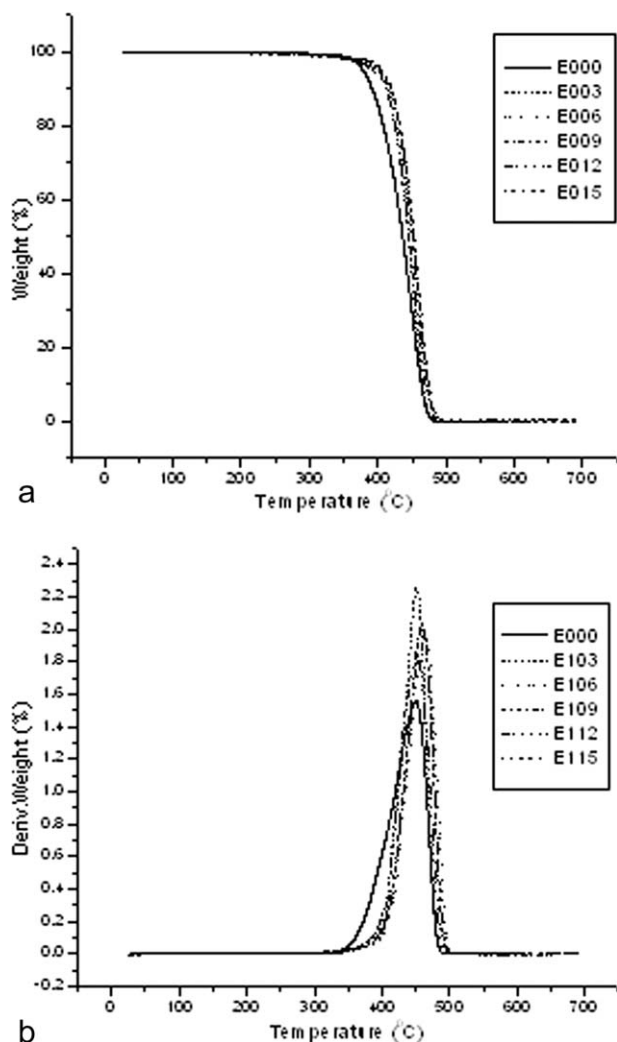 100
80
60
40
20
0
Weight (%)
E000
E003
E006
E009
E012
E015
0 100 200 300 400 500 600 700
Temperature (°C)
a
2.4
2.2
2.0
1.8
1.6
1.4
1.2
1.0
0.8
0.6
0.4
0.2
0.0
-0.2
Deriv.Weight (%)
E000
E103
E106
E109
E112
E115
0 100 200 300 400 500 600 700
Temperature (°C)
b